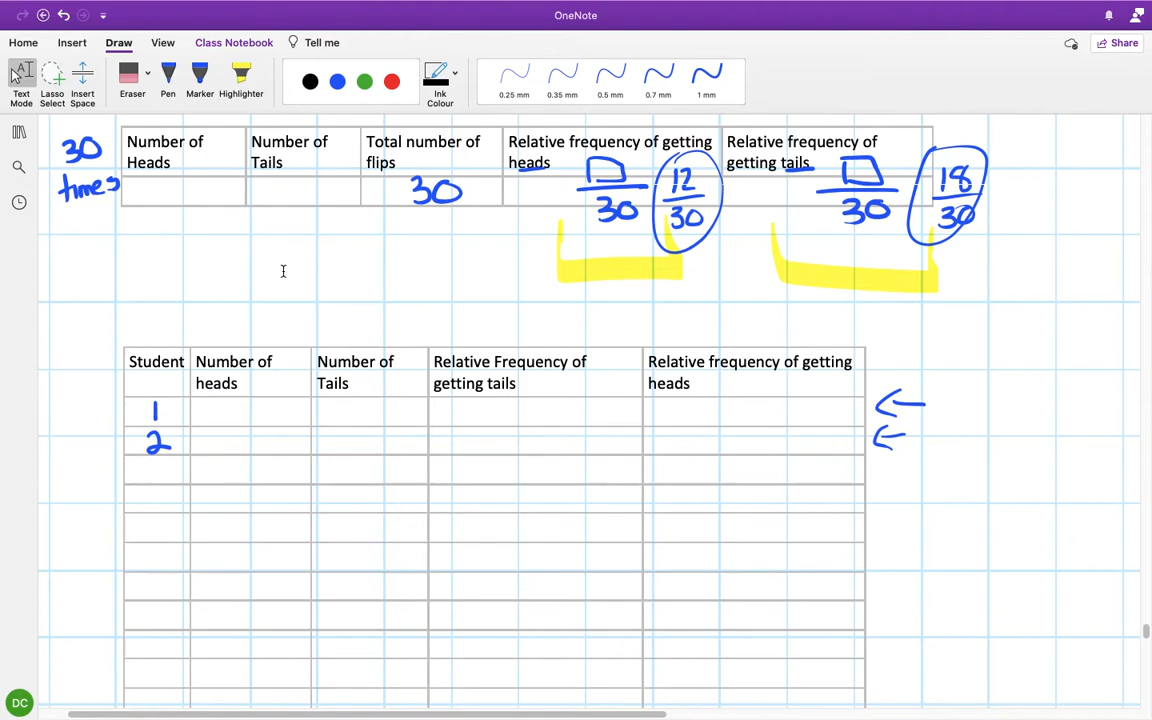 OneNote
Home Insert Draw View Class Notebook Tell me Share
Text Mode
Lasso Select
Insert Space
Eraser
Pen
Marker
Highlighter
Ink Colour
0.25 mm 0.35 mm 0.5 mm 0.7 mm 1 mm
30 times
Number of Heads
Number of Tails
Total number of flips
Relative frequency of getting heads
Relative frequency of getting tails
30
30
12
30
30
18
30
Student
Number of heads
Number of Tails
Relative Frequency of getting tails
Relative frequency of getting heads
1
2
DC